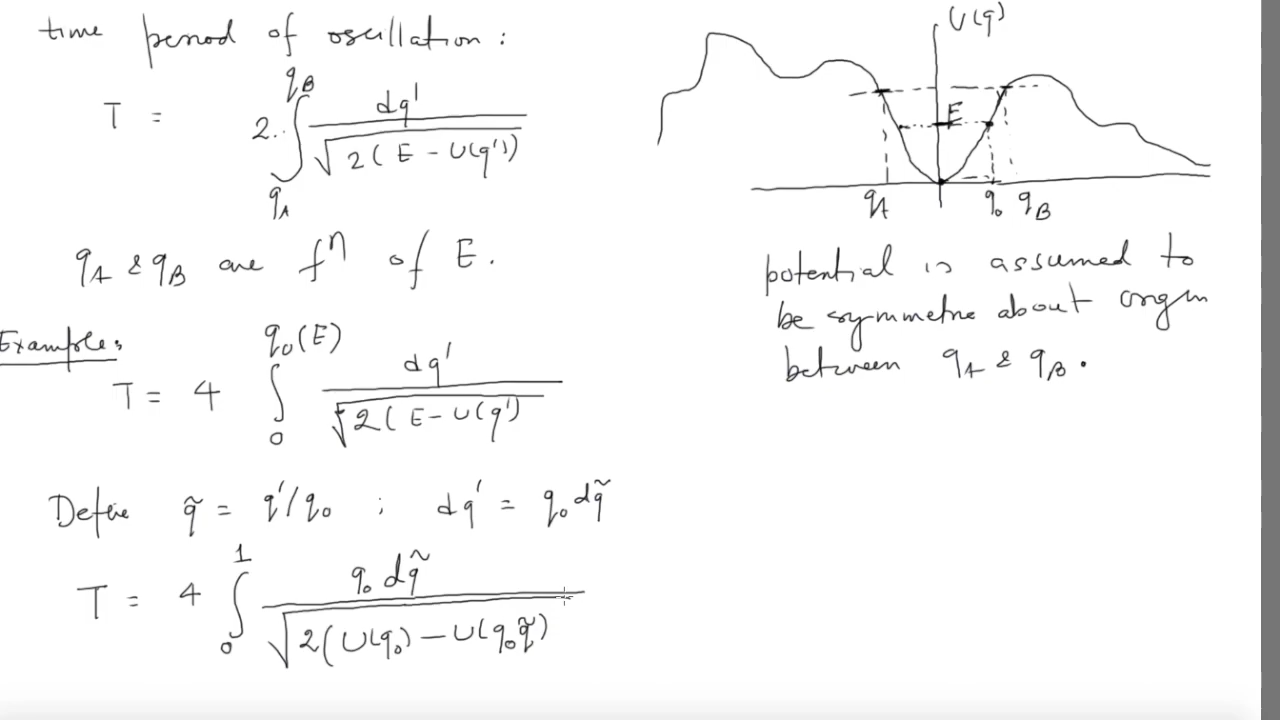 time period of oscillation :
T = 2. ∫_{q_A}^{q_B} dq' / √2(E - U(q'))
q_A & q_B are fⁿ of E.
Examples
T = 4 ∫_0^{q_0(E)} dq' / √2(E - U(q')
Define q̃ = q'/q_0 ; dq' = q_0 dq̃
T = 4 ∫_0^1 q_0 dq̃ / √2(U(q_0) - U(q_0 q̃)
U(q)
E
q_A q_0 q_B
potential is assumed to
be symmetric about origin
between q_A & q_B .